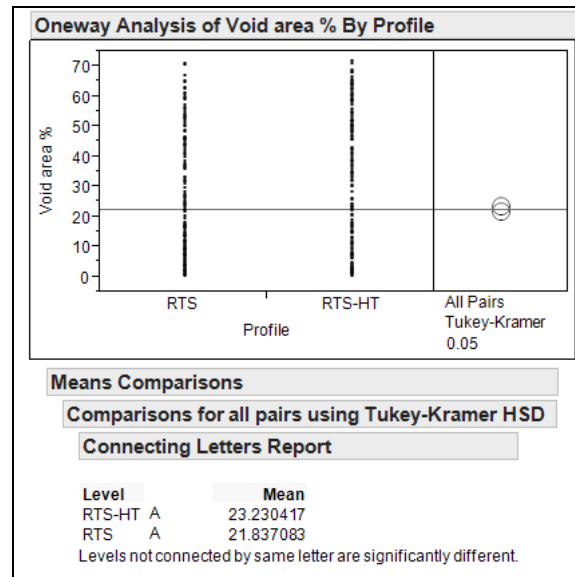 Oneway Analysis of Void area % By Profile
Void area %
70
60
50
40
30
20
10
0
RTS RTS-HT All Pairs
Tukey-Kramer
0.05
Profile
Means Comparisons
Comparisons for all pairs using Tukey-Kramer HSD
Connecting Letters Report
Level Mean
RTS-HT A 23.230417
RTS A 21.837083
Levels not connected by same letter are significantly different.